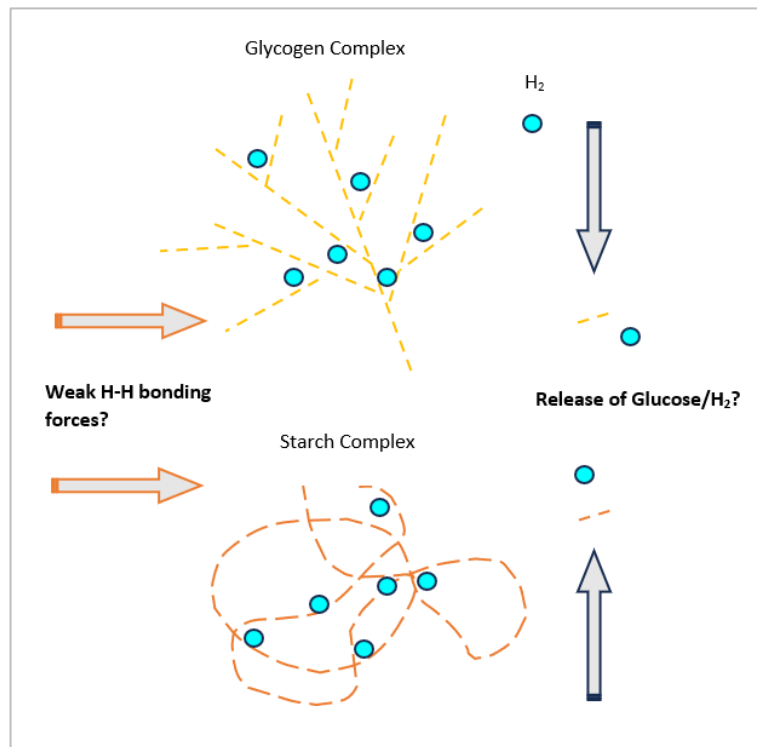 Glycogen Complex
H₂
Weak H-H bonding
forces?
Release of Glucose/H₂?
Starch Complex